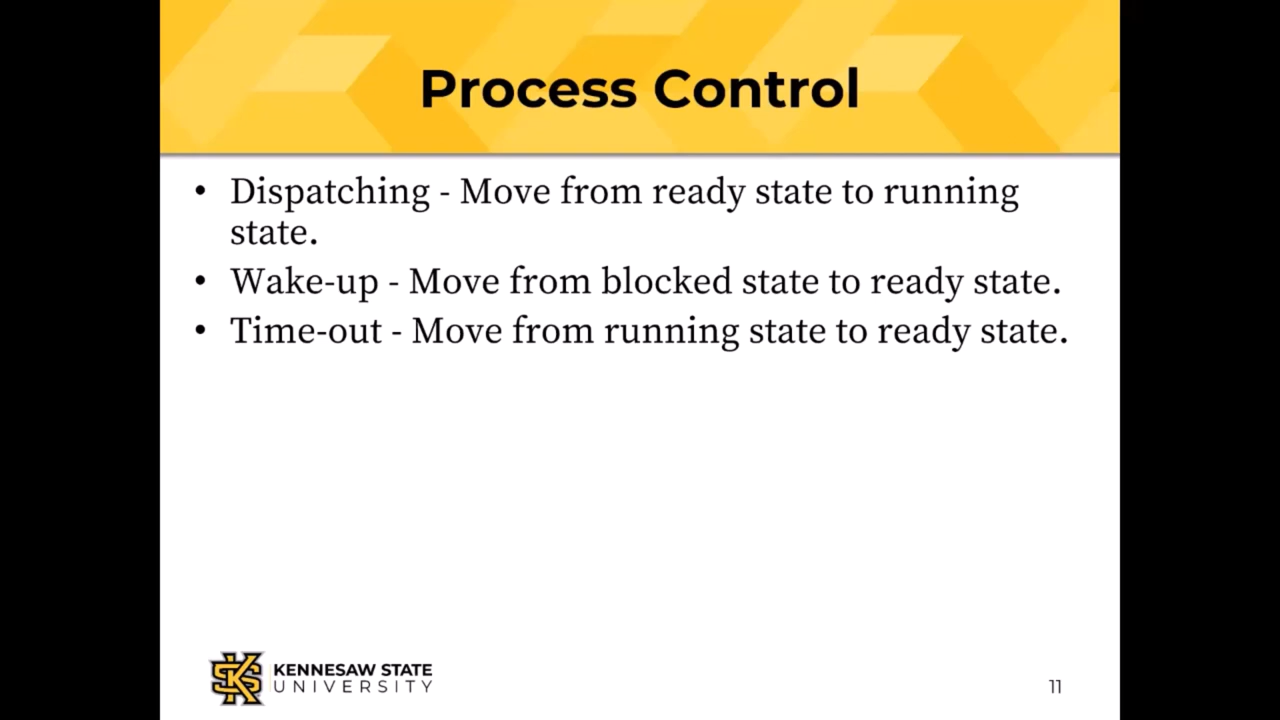 Process Control
• Dispatching - Move from ready state to running
state.
• Wake-up - Move from blocked state to ready state.
• Time-out - Move from running state to ready state.
KENNESAW STATE
UNIVERSITY
11